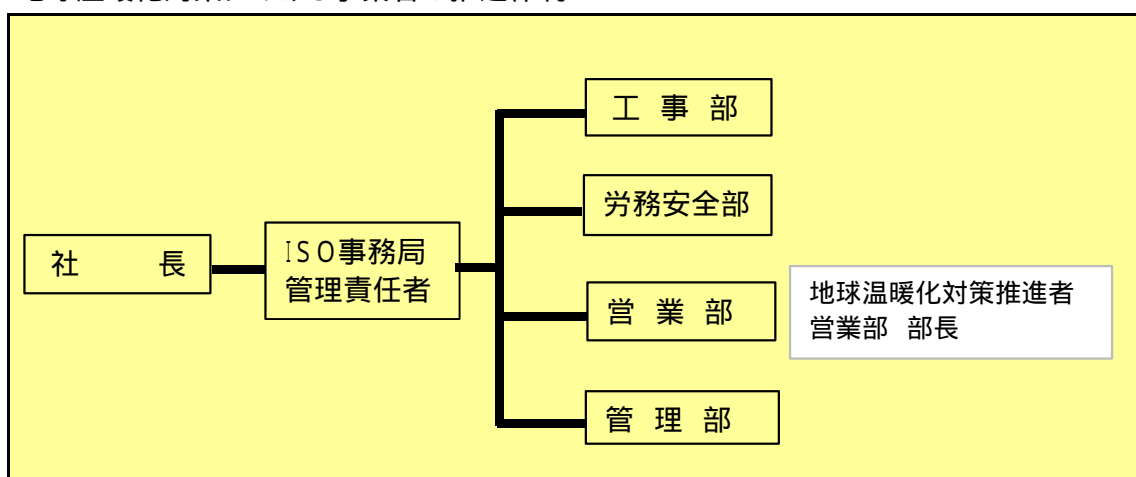 工 事 部
労務安全部
社 長
ISO事務局
管理責任者
営 業 部
地球温暖化対策推進者
営業部 部長
管 理 部